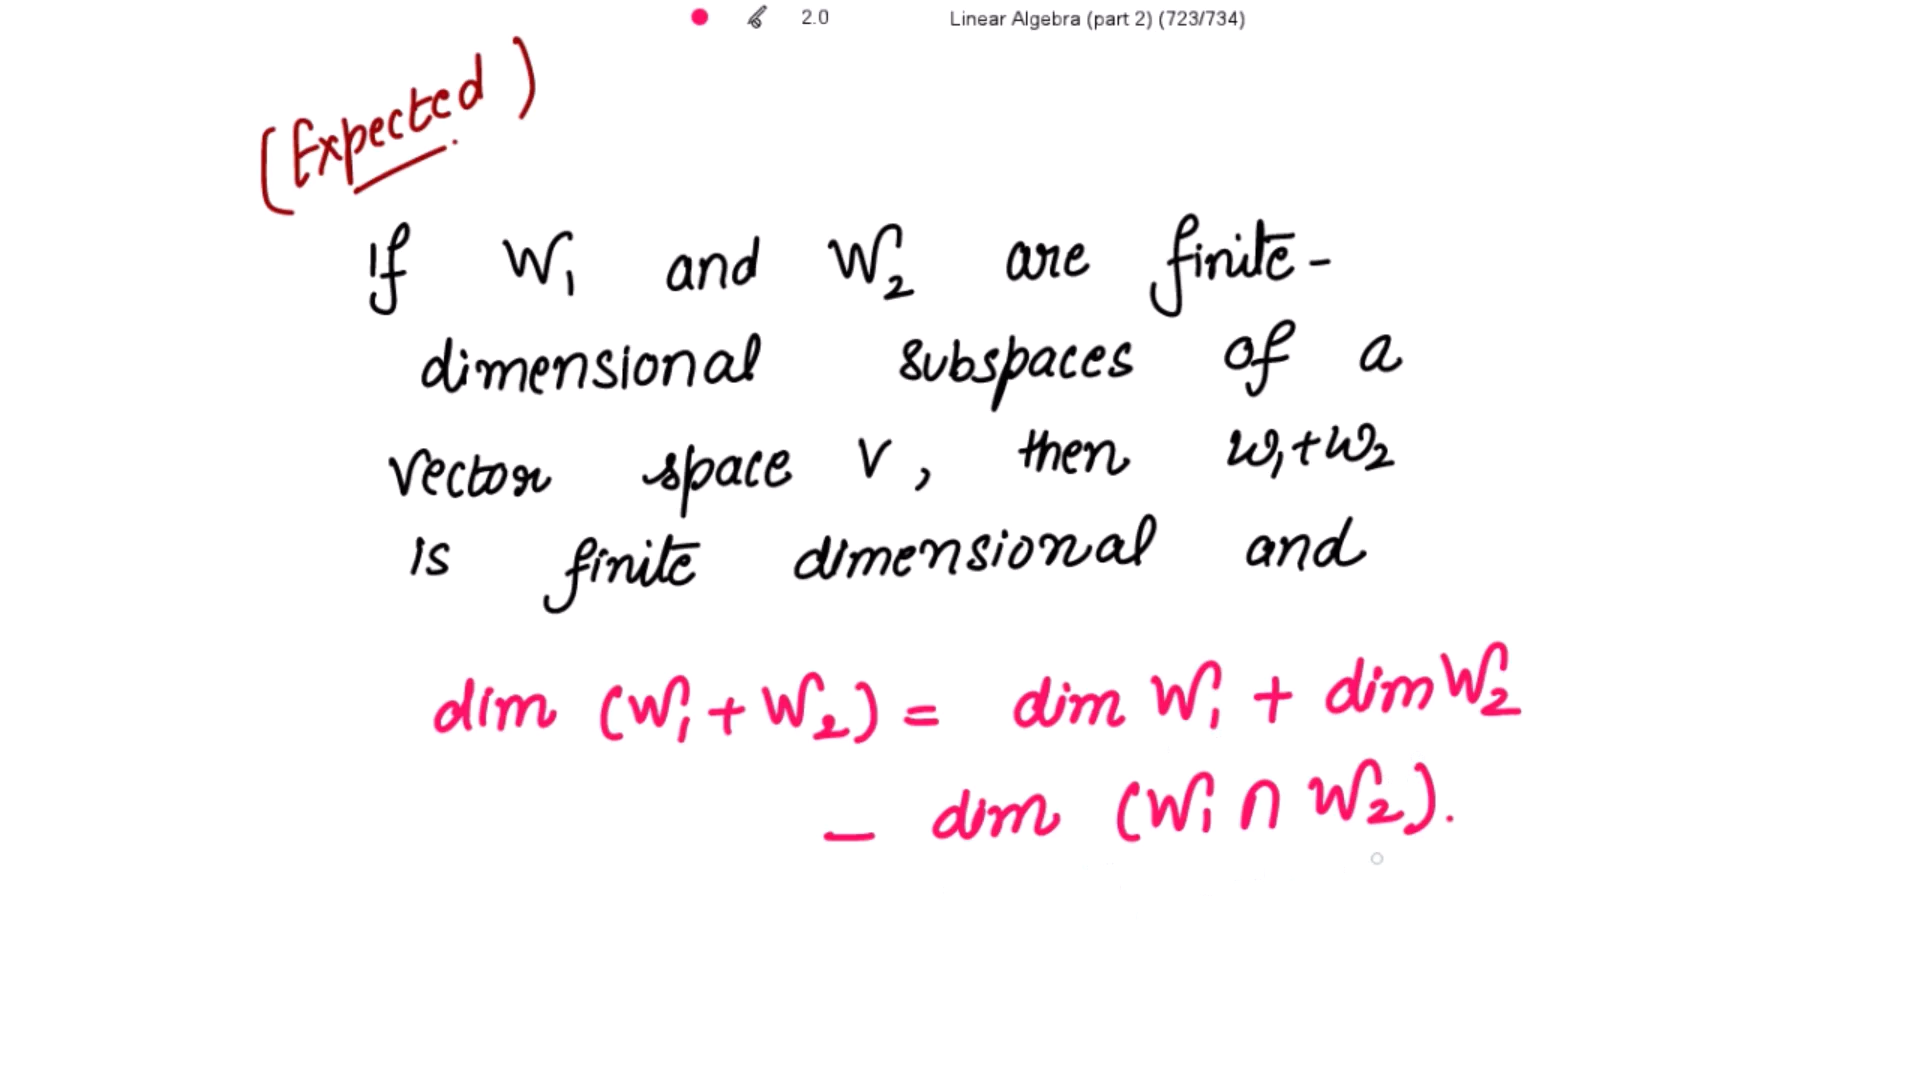 2.0 Linear Algebra (part 2) (723/734)
(Expected)
If W₁ and W₂ are finite-
dimensional subspaces of a
vector space V, then W₁+W₂
is finite dimensional and
dim (W₁+W₂) = dim W₁ + dim W₂
- dim (W₁ ∩ W₂).